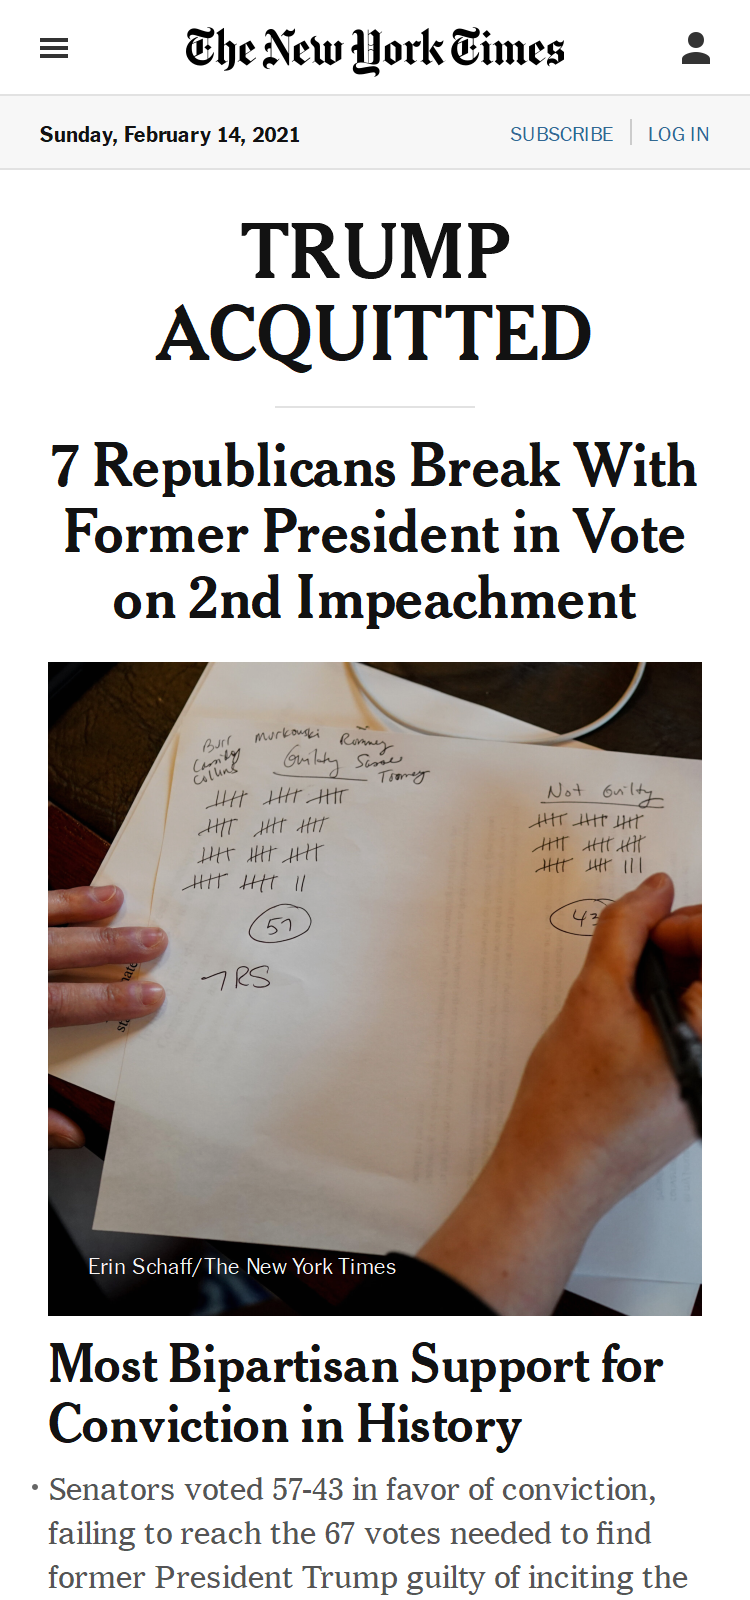 The New York Times
Sunday, February 14, 2021
SUBSCRIBE
LOG IN
TRUMP
ACQUITTED
7 Republicans Break With
Former President in Vote
on 2nd Impeachment
Burr Murkowski Romney
Cassidy Guilty Sasse
Collins Toomey
Not Guilty
57
43
7 RS
Erin Schaff/The New York Times
Most Bipartisan Support for
Conviction in History
• Senators voted 57-43 in favor of conviction,
failing to reach the 67 votes needed to find
former President Trump guilty of inciting the